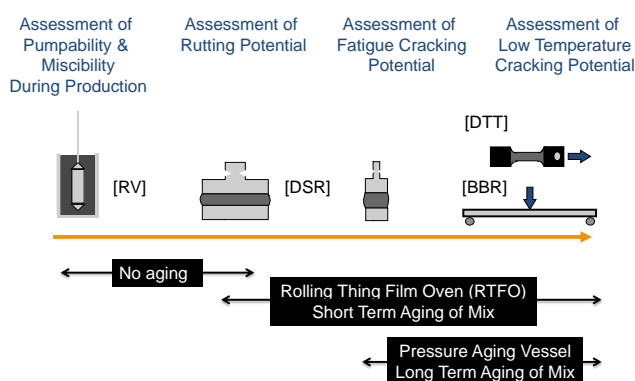 Assessment of
Pumpability &
Miscibility
During Production
Assessment of
Rutting Potential
Assessment of
Fatigue Cracking
Potential
Assessment of
Low Temperature
Cracking Potential
[RV]
[DSR]
[DTT]
[BBR]
No aging
Rolling Thing Film Oven (RTFO)
Short Term Aging of Mix
Pressure Aging Vessel
Long Term Aging of Mix